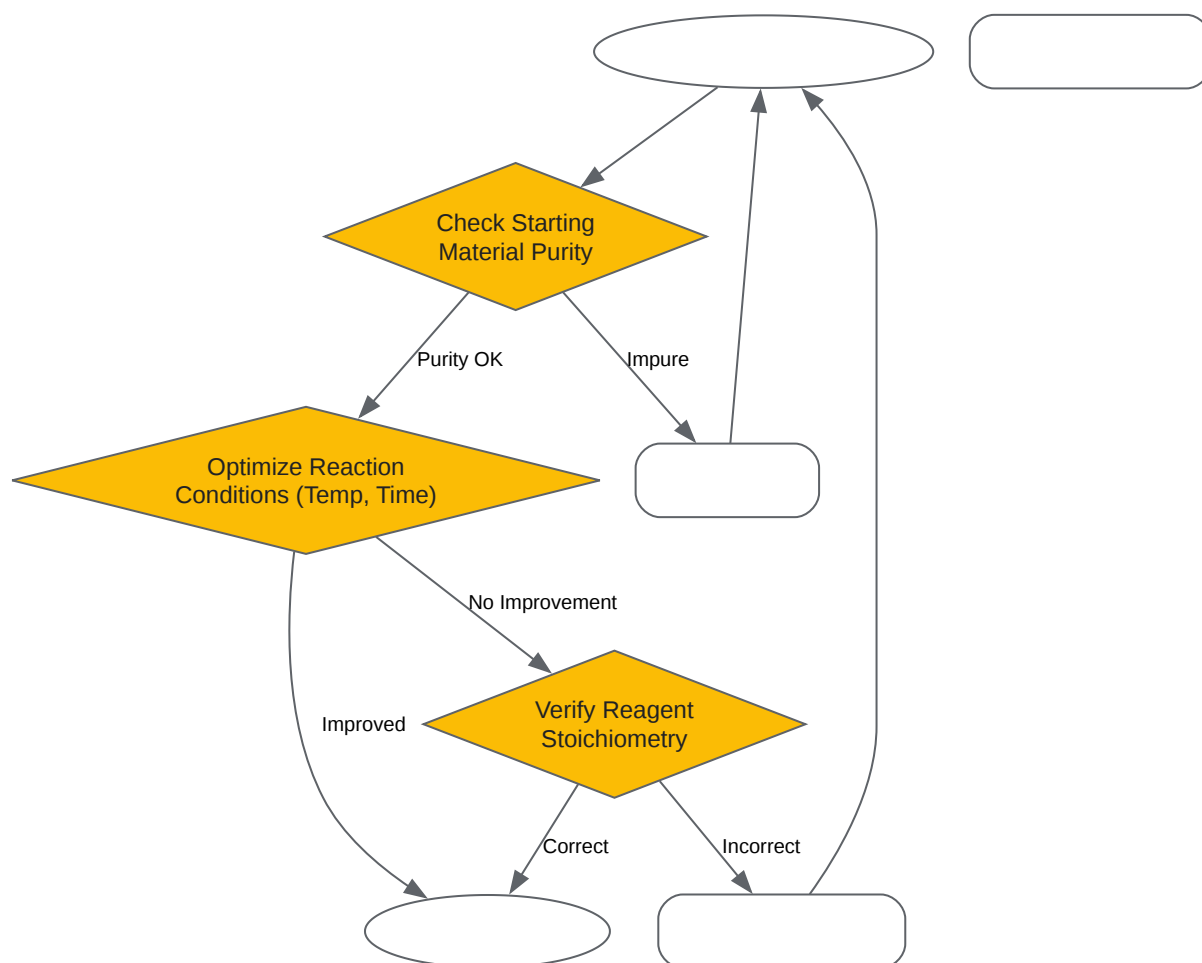 Check Starting
Material Purity
Purity OK
Impure
Optimize Reaction
Conditions (Temp, Time)
No Improvement
Improved
Verify Reagent
Stoichiometry
Correct
Incorrect